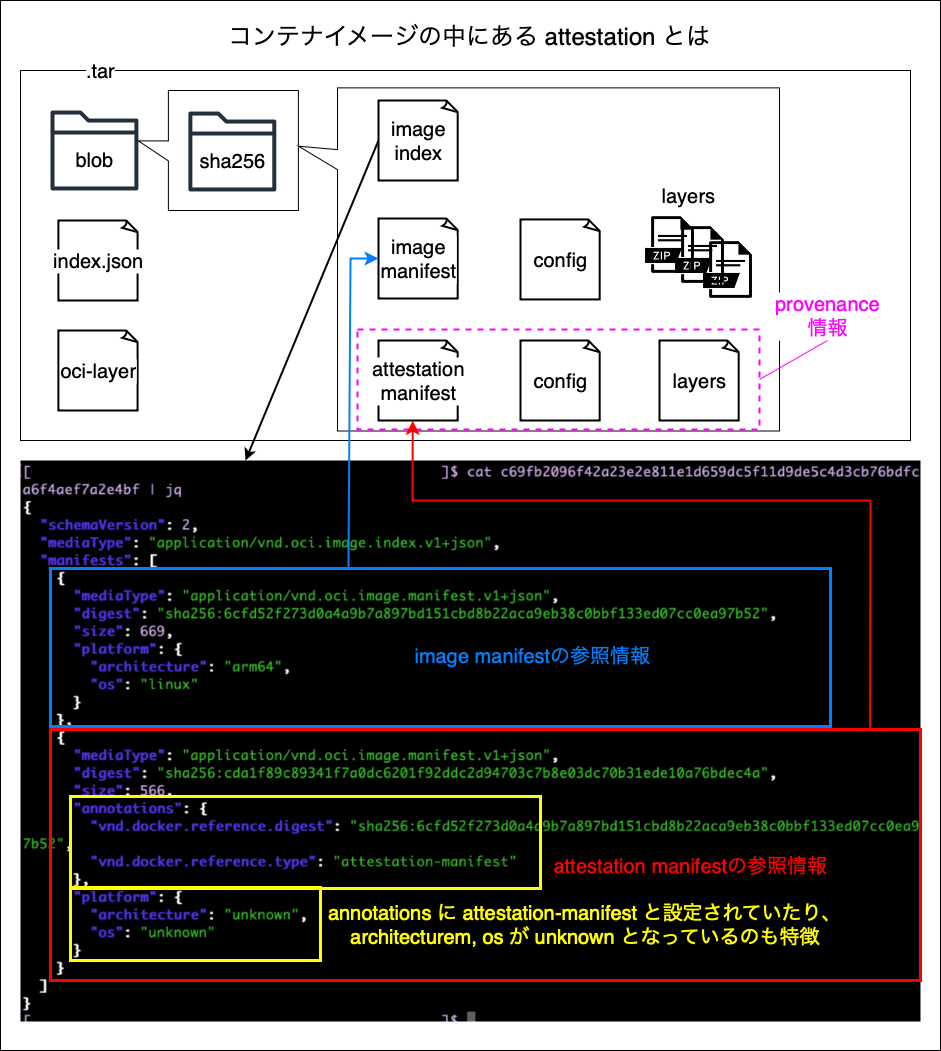 コンテナイメージの中にある attestation とは
.tar
blob
sha256
image
index
index.json
image
manifest
config
layers
ZIP
ZIP
ZIP
provenance
情報
oci-layer
attestation
manifest
config
layers
[ ]$ cat c69fb2096f42a23e2e811e1d659dc5f11d9de5c4d3cb76bdfc
a6f4aef7a2e4bf | jq
{
"schemaVersion": 2,
"mediaType": "application/vnd.oci.image.index.v1+json",
"manifests": [
{
"mediaType": "application/vnd.oci.image.manifest.v1+json",
"digest": "sha256:6cfd52f273d0a4a9b7a897bd151cbd8b22aca9eb38c0bbf133ed07cc0ea97b52",
"size": 669,
"platform": {
"architecture": "arm64",
"os": "linux"
}
},
image manifestの参照情報
{
"mediaType": "application/vnd.oci.image.manifest.v1+json",
"digest": "sha256:cda1f89c89341f7a0dc6201f92ddc2d94703c7b8e03dc70b31ede10a76bdec4a",
"size": 566,
"annotations": {
"vnd.docker.reference.digest": "sha256:6cfd52f273d0a4a9b7a897bd151cbd8b22aca9eb38c0bbf133ed07cc0ea9
7b52",
"vnd.docker.reference.type": "attestation-manifest"
},
attestation manifestの参照情報
"platform": {
"architecture": "unknown",
"os": "unknown"
}
annotations に attestation-manifest と設定されていたり、
architecturem, os が unknown となっているのも特徴
}
]
}
[ ]$